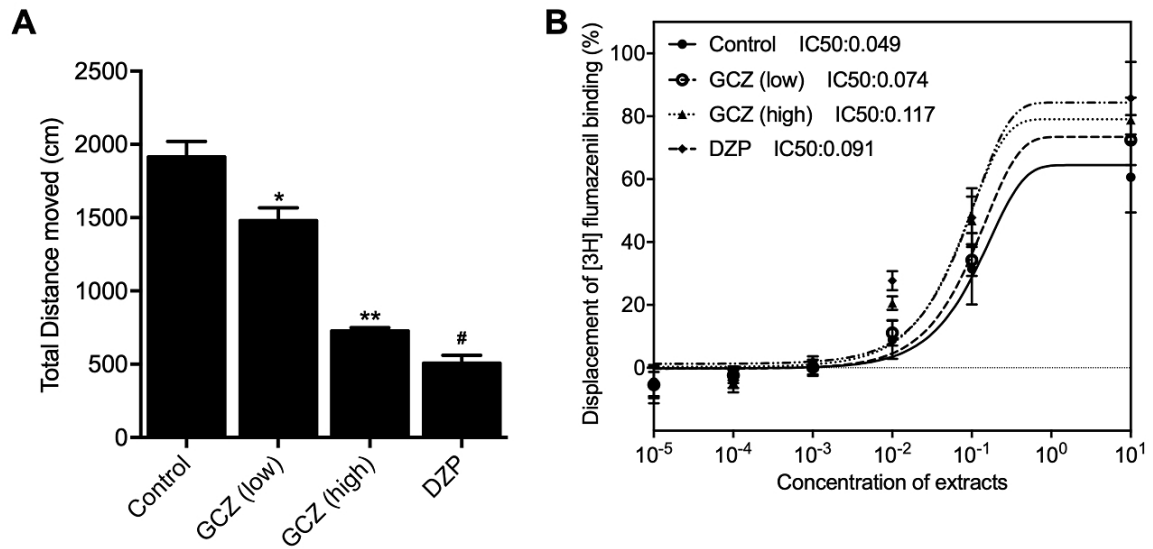 A
Total Distance moved (cm)
2500
2000
1500
1000
500
0
*
**
#
Control
GCZ (low)
GCZ (high)
DZP
B
Displacement of [3H] flumazenil binding (%)
100
80
60
40
20
0
Control IC50:0.049
GCZ (low) IC50:0.074
GCZ (high) IC50:0.117
DZP IC50:0.091
10-5 10-4 10-3 10-2 10-1 100 101
Concentration of extracts